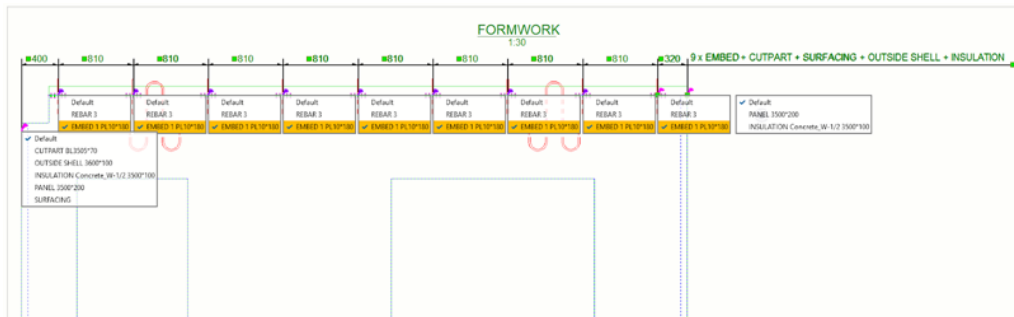 FORMWORK
1:30
400 810 810 810 810 810 810 810 810 320 9 x EMBED + CUTPART + SURFACING + OUTSIDE SHELL + INSULATION
Default Default Default Default Default Default Default Default Default ✓ Default
REBAR 3 REBAR 3 REBAR 3 REBAR 3 REBAR 3 REBAR 3 REBAR 3 REBAR 3 REBAR 3 PANEL 3500*200
✓ EMBED 1 PL10*180 ✓ EMBED 1 PL10*180 ✓ EMBED 1 PL10*180 ✓ EMBED 1 PL10*180 ✓ EMBED 1 PL10*180 ✓ EMBED 1 PL10*180 ✓ EMBED 1 PL10*180 ✓ EMBED 1 PL10*180 ✓ EMBED 1 PL10*180 INSULATION Concrete_W-1/2 3500*100
✓ Default
CUTPART BL3505*70
OUTSIDE SHELL 3600*100
INSULATION Concrete_W-1/2 3500*100
PANEL 3500*200
SURFACING